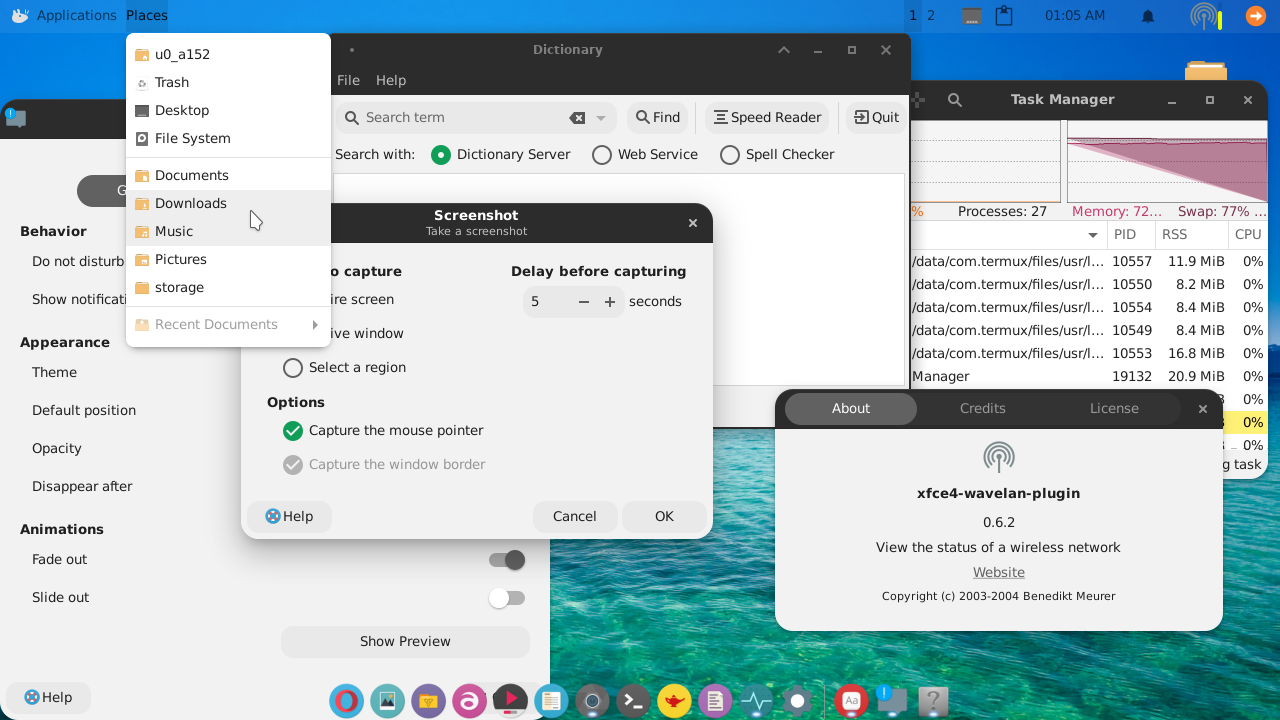 Applications Places
1 2
01:05 AM
u0_a152
Trash
Desktop
File System
Documents
Downloads
Music
Pictures
storage
Recent Documents
Dictionary
File Help
Search term
Find
Speed Reader
Quit
Search with:
Dictionary Server
Web Service
Spell Checker
Task Manager
%
Processes: 27
Memory: 72...
Swap: 77% ...
PID RSS CPU
/data/com.termux/files/usr/l... 10557 11.9 MiB 0%
/data/com.termux/files/usr/l... 10550 8.2 MiB 0%
/data/com.termux/files/usr/l... 10554 8.4 MiB 0%
/data/com.termux/files/usr/l... 10549 8.4 MiB 0%
/data/com.termux/files/usr/l... 10553 16.8 MiB 0%
Manager 19132 20.9 MiB 0%
0%
0%
0%
g task
G
Behavior
Do not disturb
Show notificati
Appearance
Theme
Default position
Opacity
Disappear after
Animations
Fade out
Slide out
Show Preview
Help
Screenshot
Take a screenshot
o capture
ire screen
ive window
Select a region
Delay before capturing
5
seconds
Options
Capture the mouse pointer
Capture the window border
Help
Cancel
OK
About Credits License
xfce4-wavelan-plugin
0.6.2
View the status of a wireless network
Website
Copyright (c) 2003-2004 Benedikt Meurer
Aa